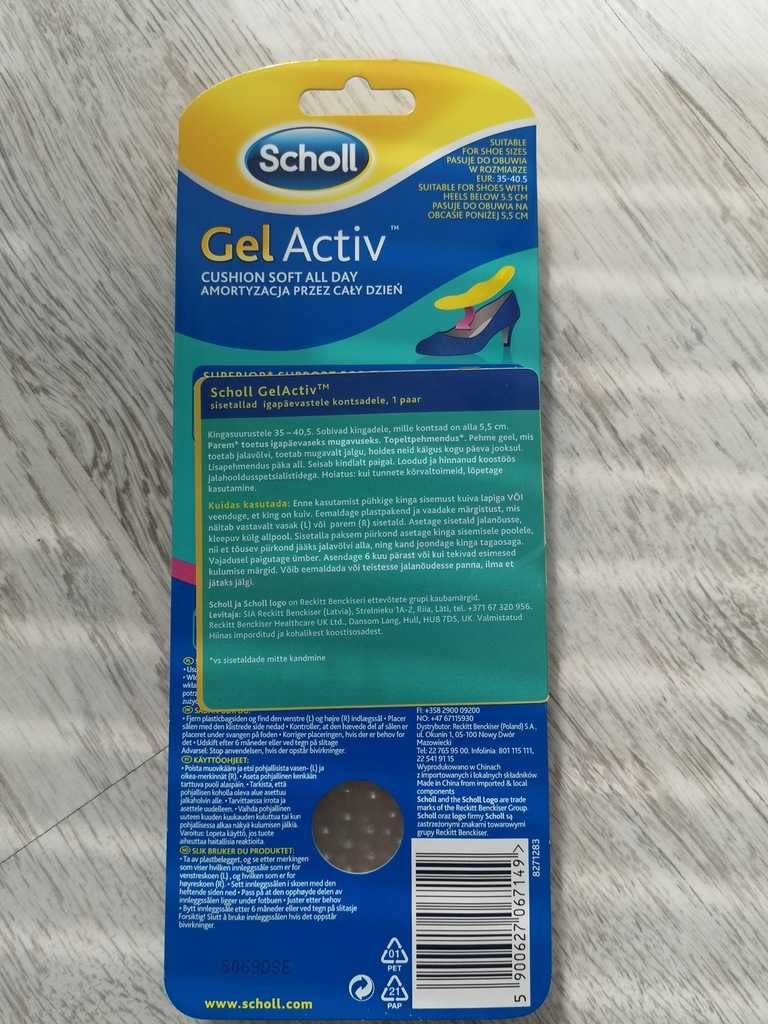 Scholl
SUITABLE
FOR SHOE SIZES
PASUJE DO OBUWIA
W ROZMIARZE
EUR: 35-40.5
SUITABLE FOR SHOES WITH
HEELS BELOW 5.5 CM
PASUJE DO OBUWIA NA
OBCASIE PONIŻEJ 5,5 CM
Gel Activ™
CUSHION SOFT ALL DAY
AMORTYZACJA PRZEZ CAŁY DZIEŃ
Scholl GelActiv™
sisetallad igapäevastele kontsadele, 1 paar
Kingasuurustele 35 – 40,5. Sobivad kingadele, mille kontsad on alla 5,5 cm.
Parem* toetus igapäevaseks mugavuseks. Topeltpehmendus*. Pehme geel, mis
toetab jalavõlvi, toetab mugavalt jalgu, hoides neid käigus kogu päeva jooksul.
Lisapehmendus päka all. Seisab kindlalt paigal. Loodud ja hinnanud koostöös
jalahooldusspetsialistidega. Hoiatus: kui tunnete kõrvaltoimeid, lõpetage
kasutamine.
Kuidas kasutada: Enne kasutamist pühkige kinga sisemust kuiva lapiga VÕI
veenduge, et king on kuiv. Eemaldage plastpakend ja vaadake märgistust, mis
näitab vastavalt vasak (L) või parem (R) sisetald. Asetage sisetald jalanõusse,
kleepuv külg allpool. Sisetalla paksem piirkond asetage kinga sisemisele poolele,
nii et tõusev piirkond jääks jalavõlvi alla, ning kand joondage kinga tagaosaga.
Vajadusel paigutage ümber. Asendage 6 kuu pärast või kui tekivad esimesed
kulumise märgid. Võib eemaldada või teistesse jalanõudesse panna, ilma et
jätaks jälgi.
Scholl ja Scholl logo on Reckitt Benckiseri ettevõtete grupi kaubamärgid.
Levitaja: SIA Reckitt Benckiser (Latvia), Strelnieku 1A-2, Riia, Läti, tel. +371 67 320 956.
Reckitt Benckiser Healthcare UK Ltd., Dansom Lang, Hull, HU8 7DS, UK. Valmistatud
Hiinas imporditud ja kohalikest koostisosadest.
*vs sisetaldade mitte kandmine
• Fjern plasticbagsiden og find den venstre (L) og højre (R) indlægssål • Placer
sålen med den klistrede side nedad • Kontroller, at den hævede del af sålen er
placeret under svangen på foden • Korriger placeringen, hvis der er behov for
det • Udskift efter 6 måneder eller ved tegn på slitage
Advarsel: Stop anvendelsen, hvis der opstår bivirkninger.
KÄYTTÖOHJEET:
• Poista muovikääre ja etsi pohjallisista vasen- (L) ja
oikea-merkinnät (R). • Aseta pohjallinen kenkään
tarttuva puoli alaspäin. • Tarkista, että
pohjallisen koholla oleva alue asettuu
jalkaholvin alle. • Tarvittaessa irrota ja
asettele uudelleen. • Vaihda pohjallinen
uuteen kuuden kuukauden kuluttua tai kun
pohjallisessa alkaa näkyä kulumisen jälkiä.
Varoitus: Lopeta käyttö, jos tuote
aiheuttaa haitallisia reaktioita.
NO SLIK BRUKER DU PRODUKTET:
• Ta av plastbelegget, og se etter merkingen
som viser hvilken innleggssåle som er for
venstreskoen (L), og hvilken som er for
høyreskoen (R). • Sett innleggssålen i skoen med den
heftende siden ned • Pass på at den opphøyde delen av
innleggssålen ligger under fotbuen • Juster etter behov
• Bytt innleggssåle etter 6 måneder eller ved tegn på slitasje
Forsiktig! Slutt å bruke innleggssålen hvis det oppstår
bivirkninger.
FI: +358 2900 09200
NO: +47 67115930
Dystrybutor: Reckitt Benckiser (Poland) S.A.,
ul. Okunin 1, 05-100 Nowy Dwór
Mazowiecki
Tel: 22 765 95 00. Infolinia: 801 115 111,
22 541 91 15
Wyprodukowano w Chinach
z importowanych i lokalnych składników.
Made in China from imported & local
components.
Scholl and the Scholl Logo are trade
marks of the Reckitt Benckiser Group.
Scholl oraz logo firmy Scholl są
zastrzeżonymi znakami towarowymi
grupy Reckitt Benckiser.
8271283
5 900627 067149 >
01
PET
21
PAP
www.scholl.com